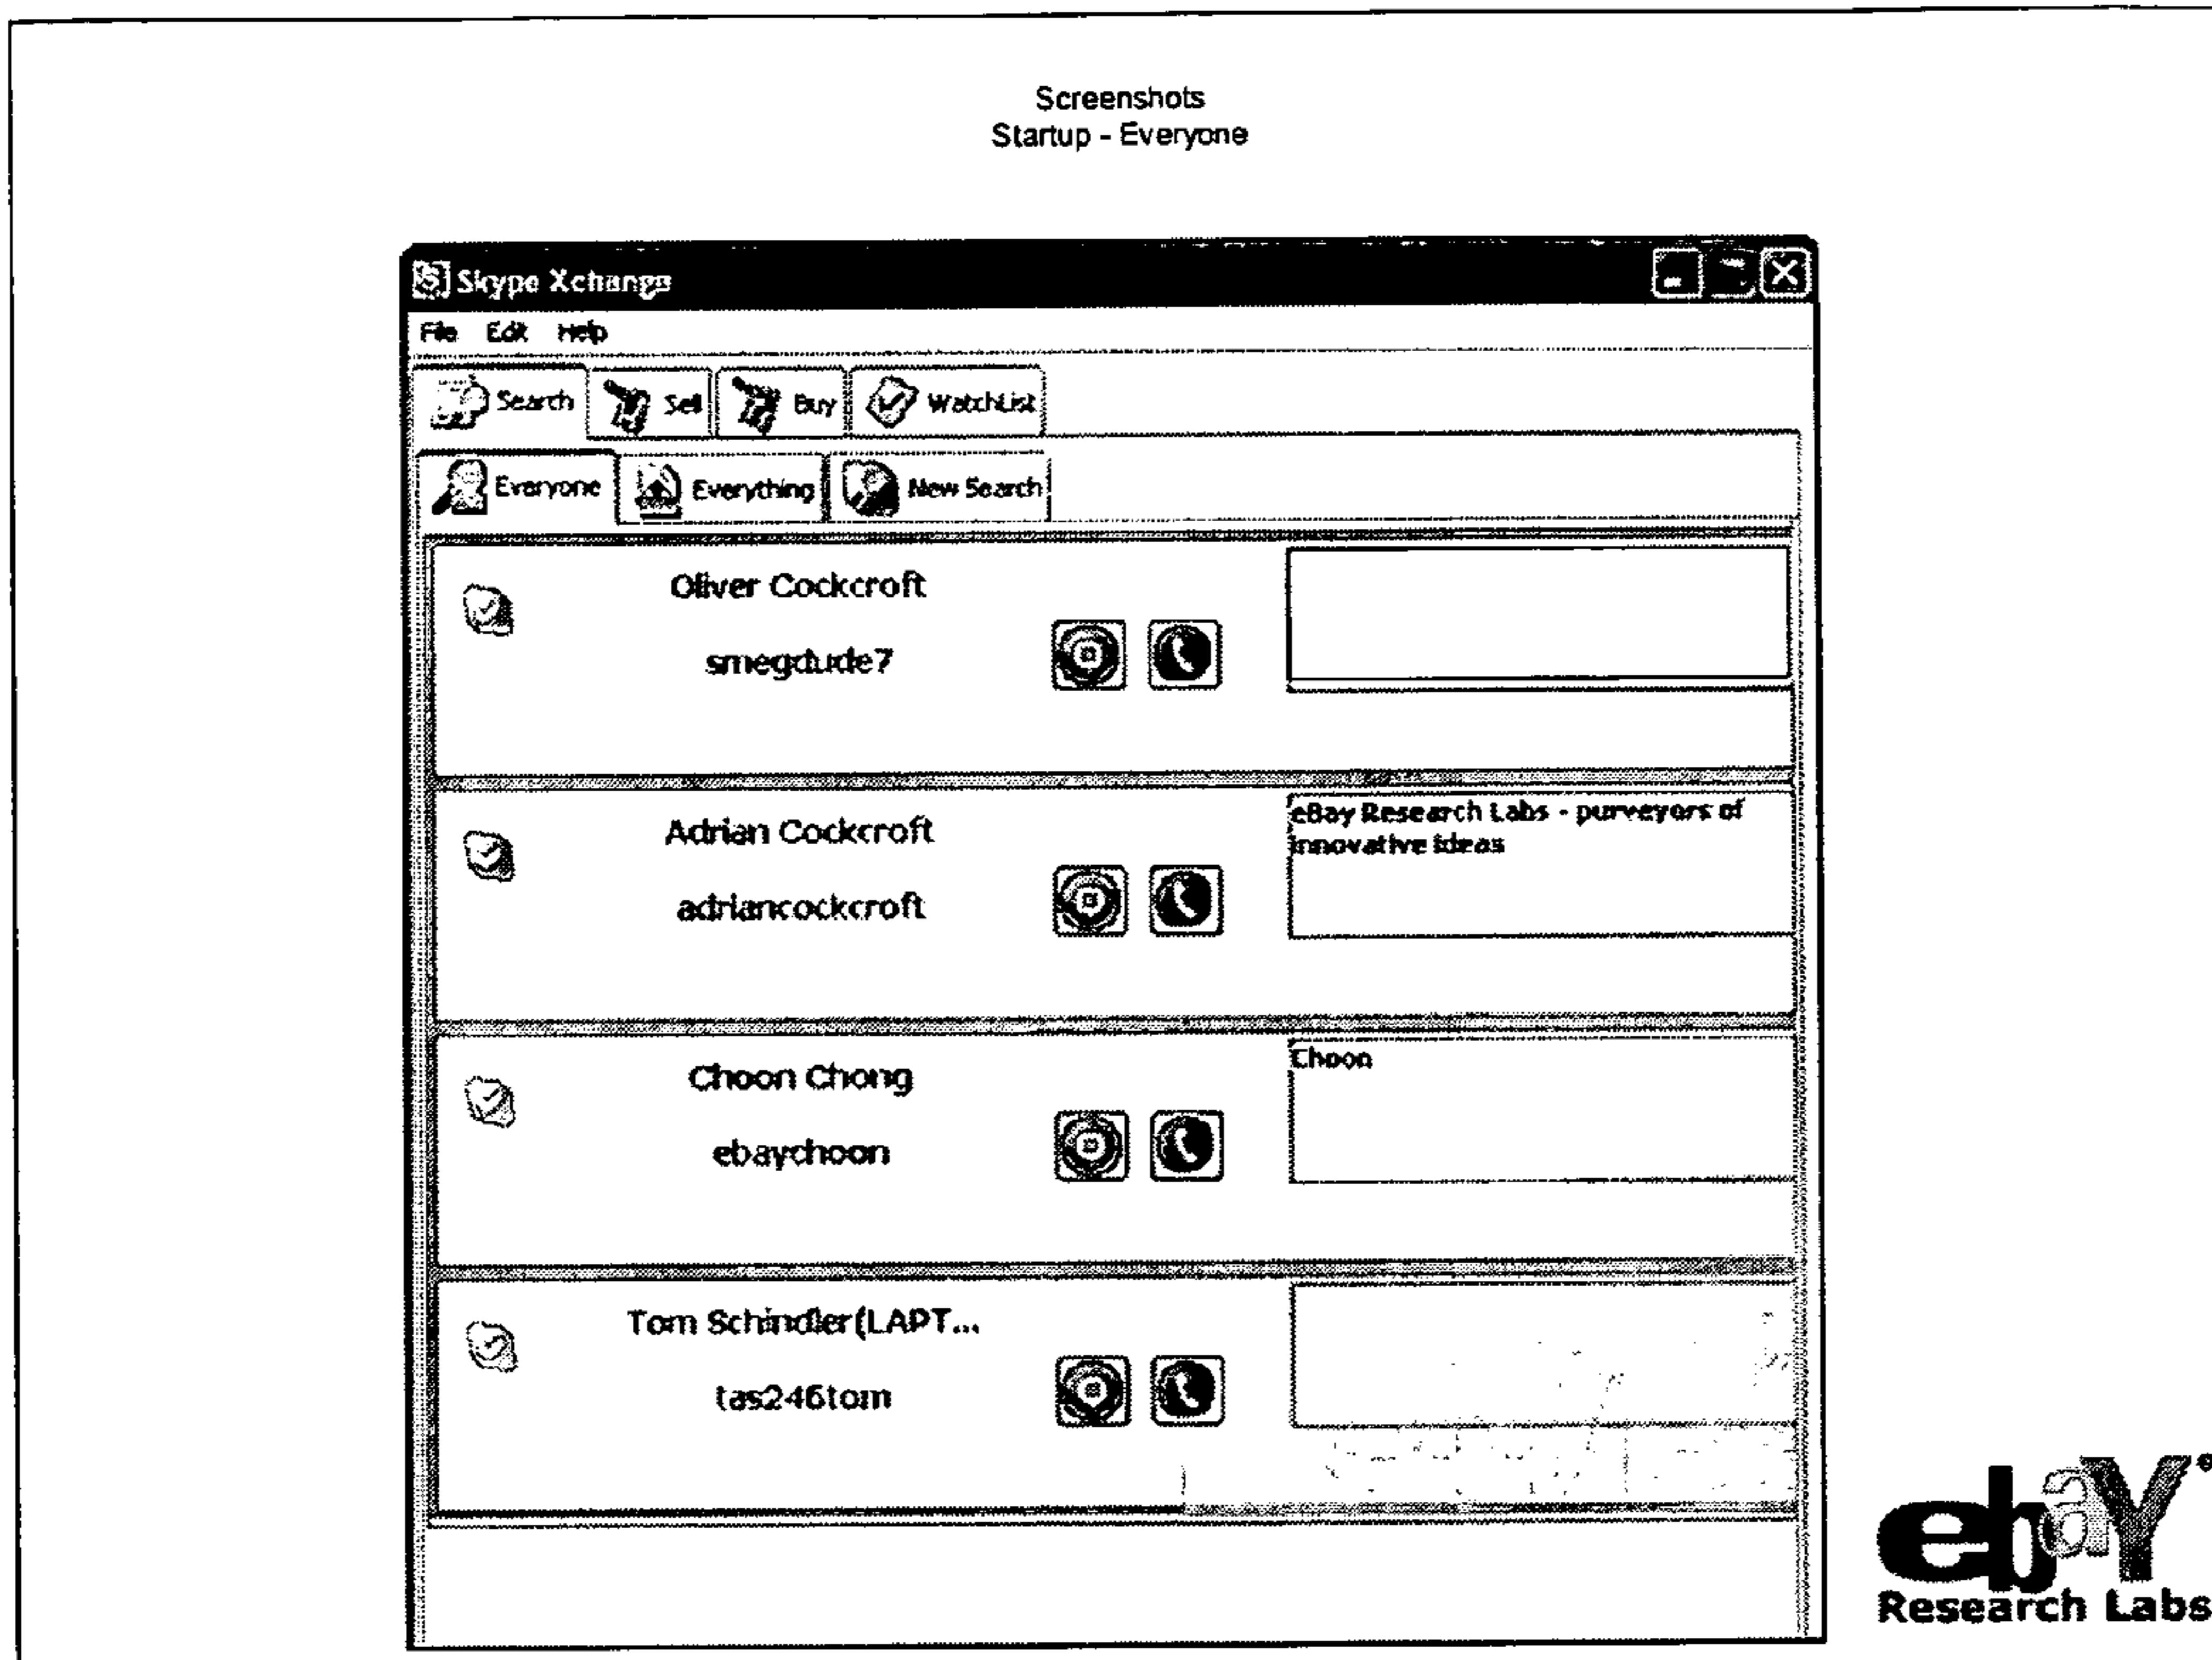 Screenshots
Startup - Everyone
Skype Xchange
File Edit Help
Search Sell Buy WatchList
Everyone Everything New Search
Oliver Cockcroft
smegdude7
Adrian Cockcroft
adriancockcroft
eBay Research Labs - purveyors of
innovative ideas
Choon Chong
ebaychoon
Choon
Tom Schindler(LAPT...
tas246tom
ebaY®
Research Labs